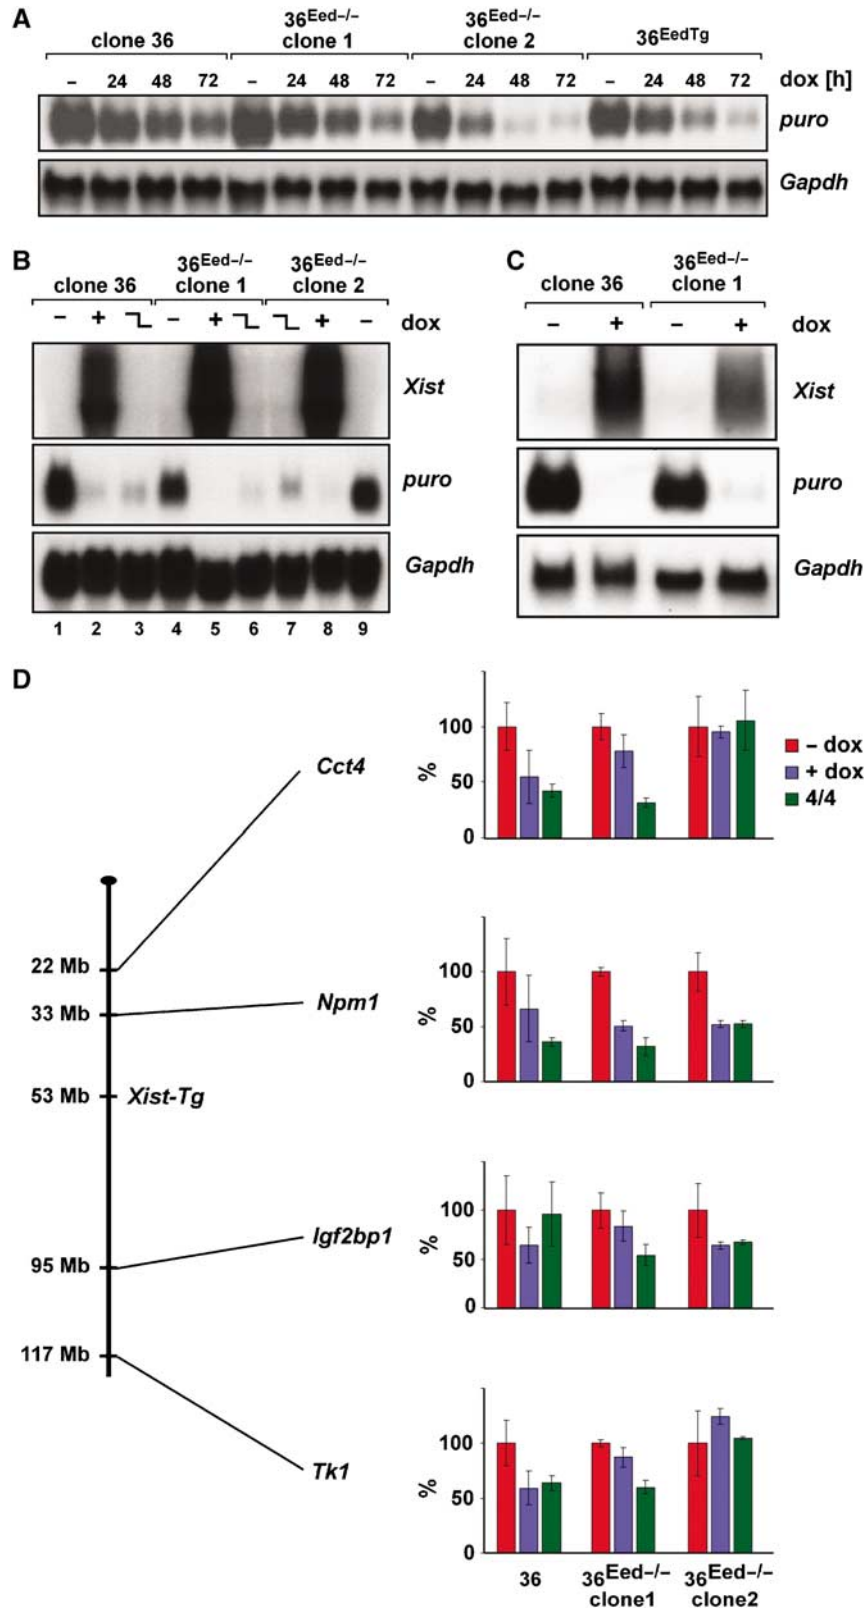 A
clone 36
36Eed–/–
clone 1
36Eed–/–
clone 2
36EedTg
– 24 48 72 – 24 48 72 – 24 48 72 – 24 48 72 dox [h]
puro
Gapdh
B
clone 36
36Eed–/–
clone 1
36Eed–/–
clone 2
– + – + + – dox
Xist
puro
Gapdh
1 2 3 4 5 6 7 8 9
C
clone 36
36Eed–/–
clone 1
– + – + dox
Xist
puro
Gapdh
D
22 Mb
33 Mb
53 Mb
95 Mb
117 Mb
Cct4
Npm1
Xist-Tg
Igf2bp1
Tk1
%
100
50
0
– dox
+ dox
4/4
%
100
50
0
%
100
50
0
%
100
50
0
36
36Eed–/–
clone1
36Eed–/–
clone2